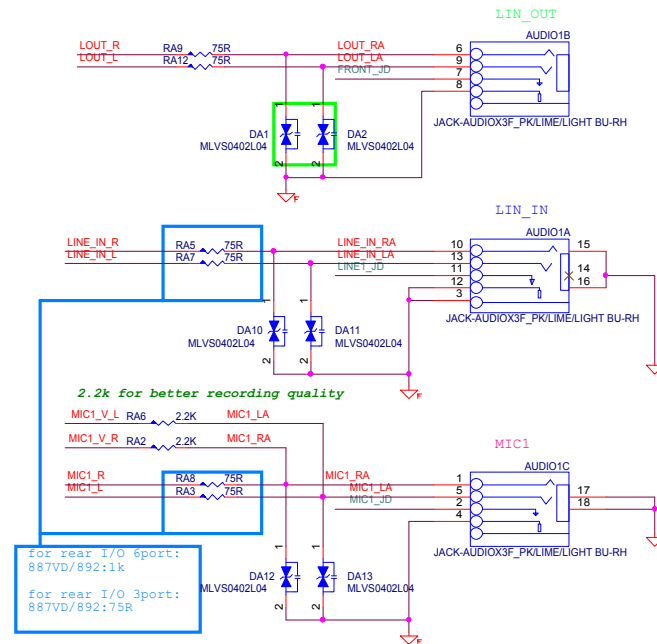 LIN_OUT
AUDIO1B
LOUT_R RA9 75R LOUT_RA 6
LOUT_L RA12 75R LOUT_LA 9
FRONT_JD 7
8
1 1
DA1 DA2
MLVS0402L04 MLVS0402L04
2 2
JACK-AUDIOX3F_PK/LIME/LIGHT BU-RH
F
LIN_IN
AUDIO1A
LINE_IN_R RA5 75R LINE_IN_RA 10 15
LINE_IN_L RA7 75R LINE_IN_LA 13
LINE1_JD 11 14
12 16
3
1 1
JACK-AUDIOX3F_PK/LIME/LIGHT BU-RH
DA10 DA11
MLVS0402L04 MLVS0402L04
2 2
F
2.2k for better recording quality
MIC1_V_L RA6 2.2K MIC1_LA
MIC1_V_R RA2 2.2K MIC1_RA
MIC1
AUDIO1C
MIC1_R RA8 75R MIC1_RA 1
MIC1_L RA3 75R MIC1_LA 5 17
MIC1_JD 2 18
4
1 1
JACK-AUDIOX3F_PK/LIME/LIGHT BU-RH
for rear I/O 6port:
887VD/892:1k
for rear I/O 3port:
887VD/892:75R
DA12 DA13
MLVS0402L04 MLVS0402L04
2 2
F